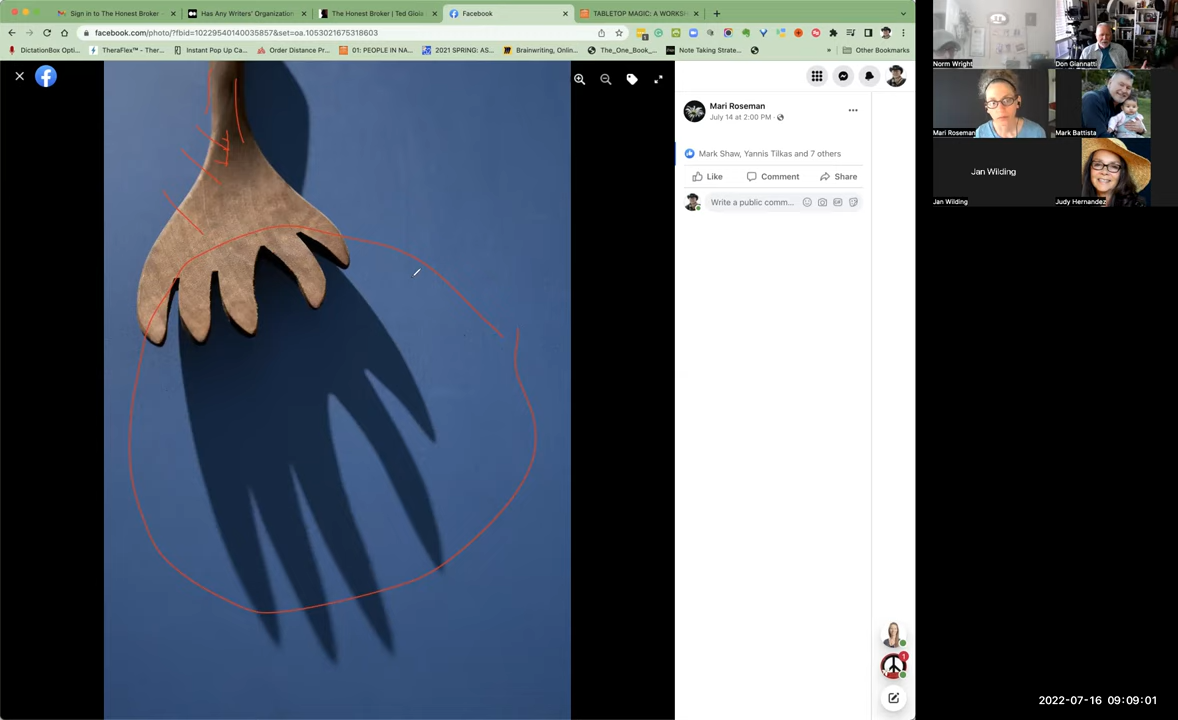 Sign in to The Honest Broker
Has Any Writers' Organization
The Honest Broker | Ted Gioia
Facebook
TABLETOP MAGIC: A WORKSH
facebook.com/photo/?fbid=10229540140035857&set=oa.1053021675318603
DictationBox Opti...
TheraFlex™ - Ther...
Instant Pop Up Ca...
Order Distance Pr...
01: PEOPLE IN NA...
2021 SPRING: AS...
Brainwriting, Onlin...
The_One_Book_...
Note Taking Strate...
»
Other Bookmarks
Mari Roseman
July 14 at 2:00 PM ·
Mark Shaw, Yannis Tilkas and 7 others
Like
Comment
Share
Write a public comm...
1
Norm Wright
Don Giannatti
Mari Roseman
Mark Battista
Jan Wilding
Jan Wilding
Judy Hernandez
2022-07-16 09:09:01